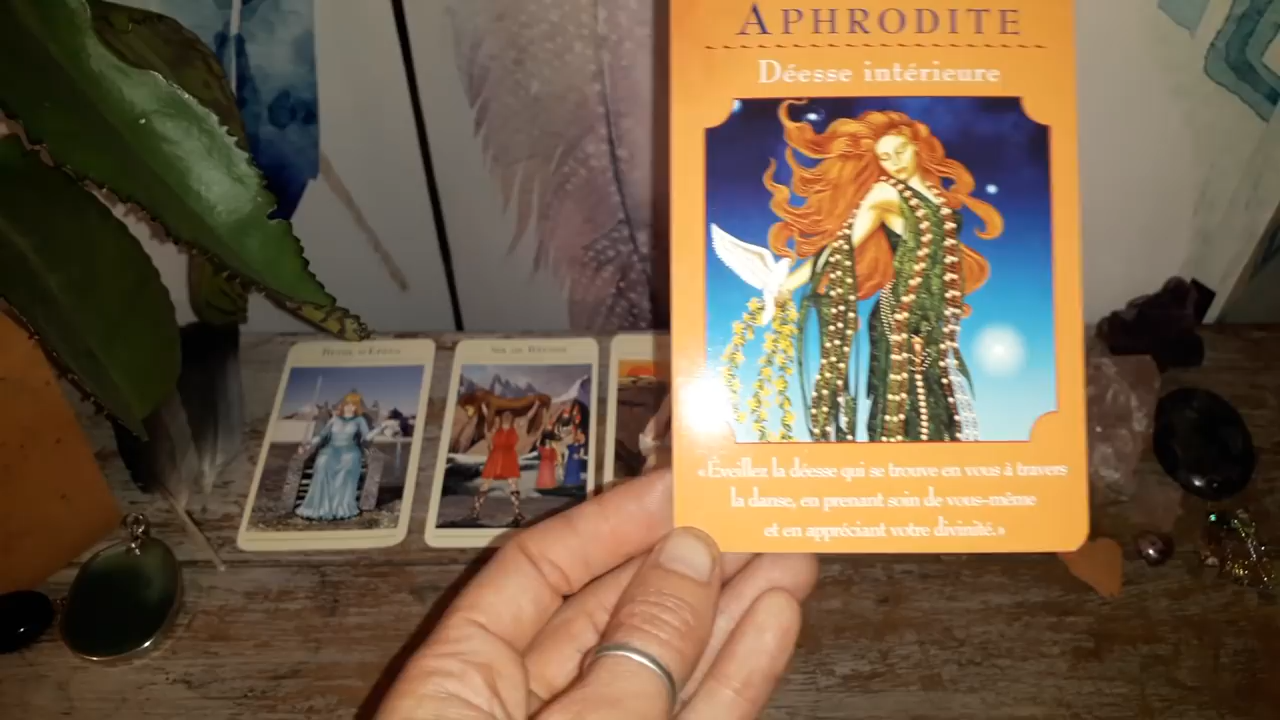 APHRODITE
Déesse intérieure
«Éveillez la déesse qui se trouve en vous à travers
la danse, en prenant soin de vous-même
et en appréciant votre divinité.»